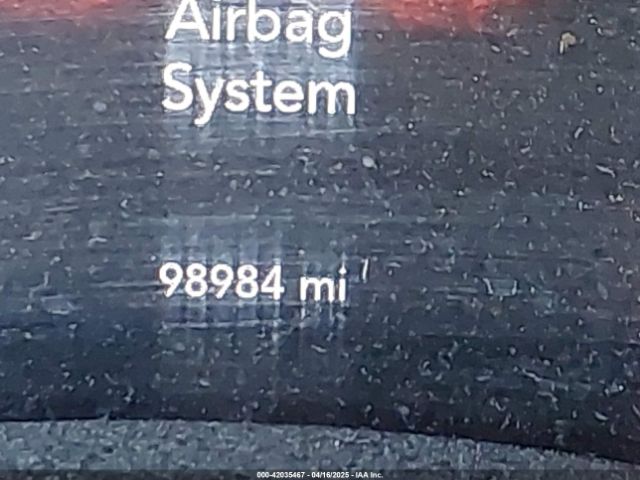 Airbag
System
98984 mi
000-42035467 - 04/16/2025 - IAA Inc.